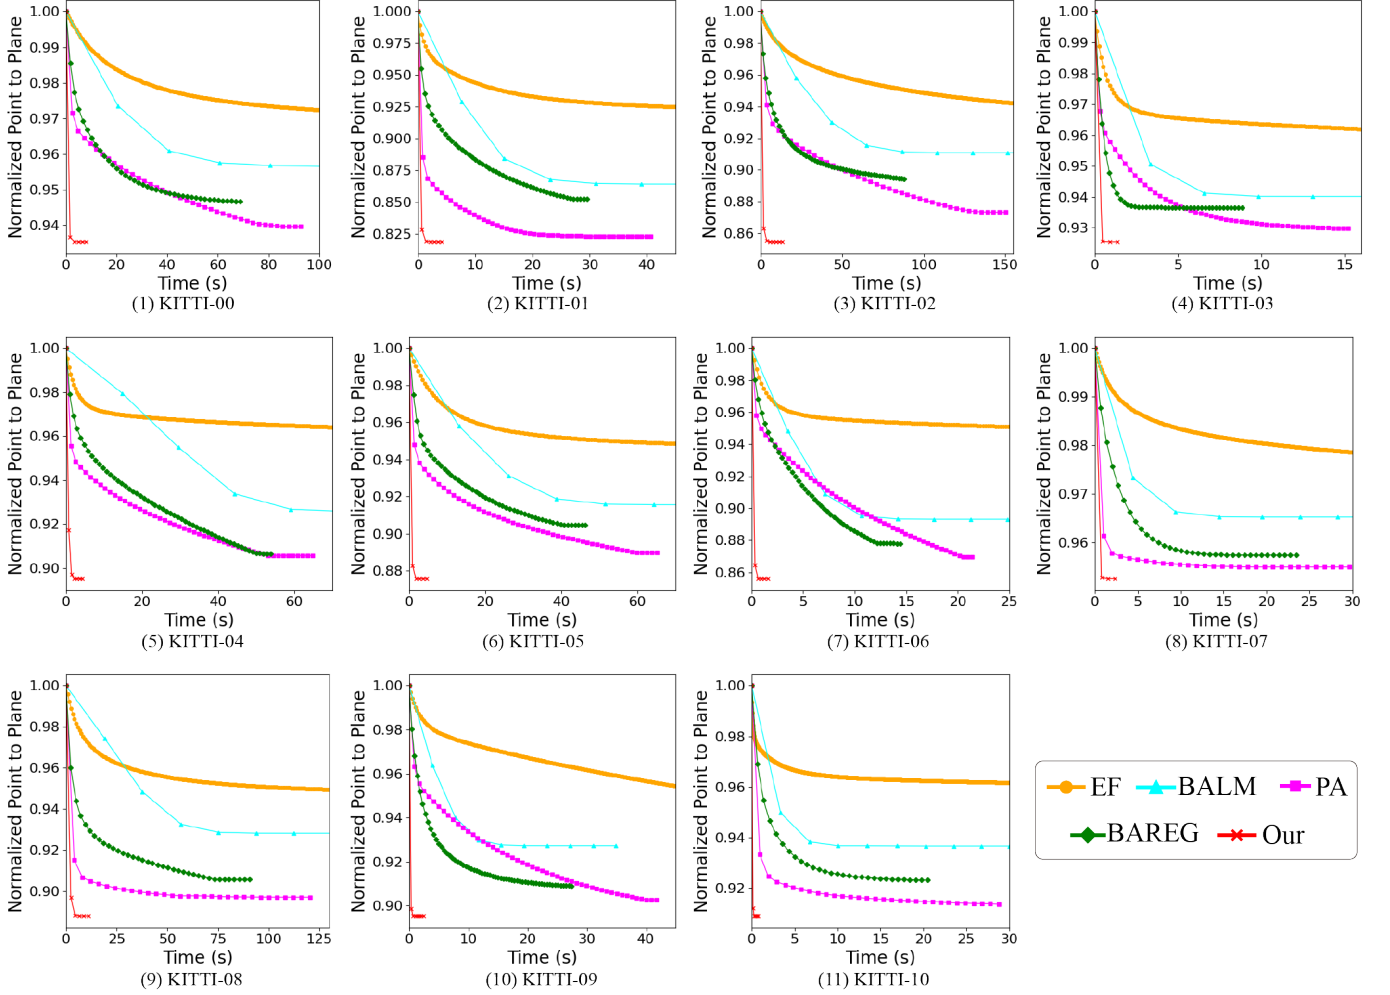 Normalized Point to Plane
1.00
0.99
0.98
0.97
0.96
0.95
0.94
0 20 40 60 80 100
Time (s)
(1) KITTI-00
Normalized Point to Plane
1.000
0.975
0.950
0.925
0.900
0.875
0.850
0.825
0 10 20 30 40
Time (s)
(2) KITTI-01
Normalized Point to Plane
1.00
0.98
0.96
0.94
0.92
0.90
0.88
0.86
0 50 100 150
Time (s)
(3) KITTI-02
Normalized Point to Plane
1.00
0.99
0.98
0.97
0.96
0.95
0.94
0.93
0 5 10 15
Time (s)
(4) KITTI-03
Normalized Point to Plane
1.00
0.98
0.96
0.94
0.92
0.90
0 20 40 60
Time (s)
(5) KITTI-04
Normalized Point to Plane
1.00
0.98
0.96
0.94
0.92
0.90
0.88
0 20 40 60
Time (s)
(6) KITTI-05
Normalized Point to Plane
1.00
0.98
0.96
0.94
0.92
0.90
0.88
0.86
0 5 10 15 20 25
Time (s)
(7) KITTI-06
Normalized Point to Plane
1.00
0.99
0.98
0.97
0.96
0 5 10 15 20 25 30
Time (s)
(8) KITTI-07
Normalized Point to Plane
1.00
0.98
0.96
0.94
0.92
0.90
0 25 50 75 100 125
Time (s)
(9) KITTI-08
Normalized Point to Plane
1.00
0.98
0.96
0.94
0.92
0.90
0 10 20 30 40
Time (s)
(10) KITTI-09
Normalized Point to Plane
1.00
0.98
0.96
0.94
0.92
0 5 10 15 20 25 30
Time (s)
(11) KITTI-10
EF BALM PA
BAREG Our